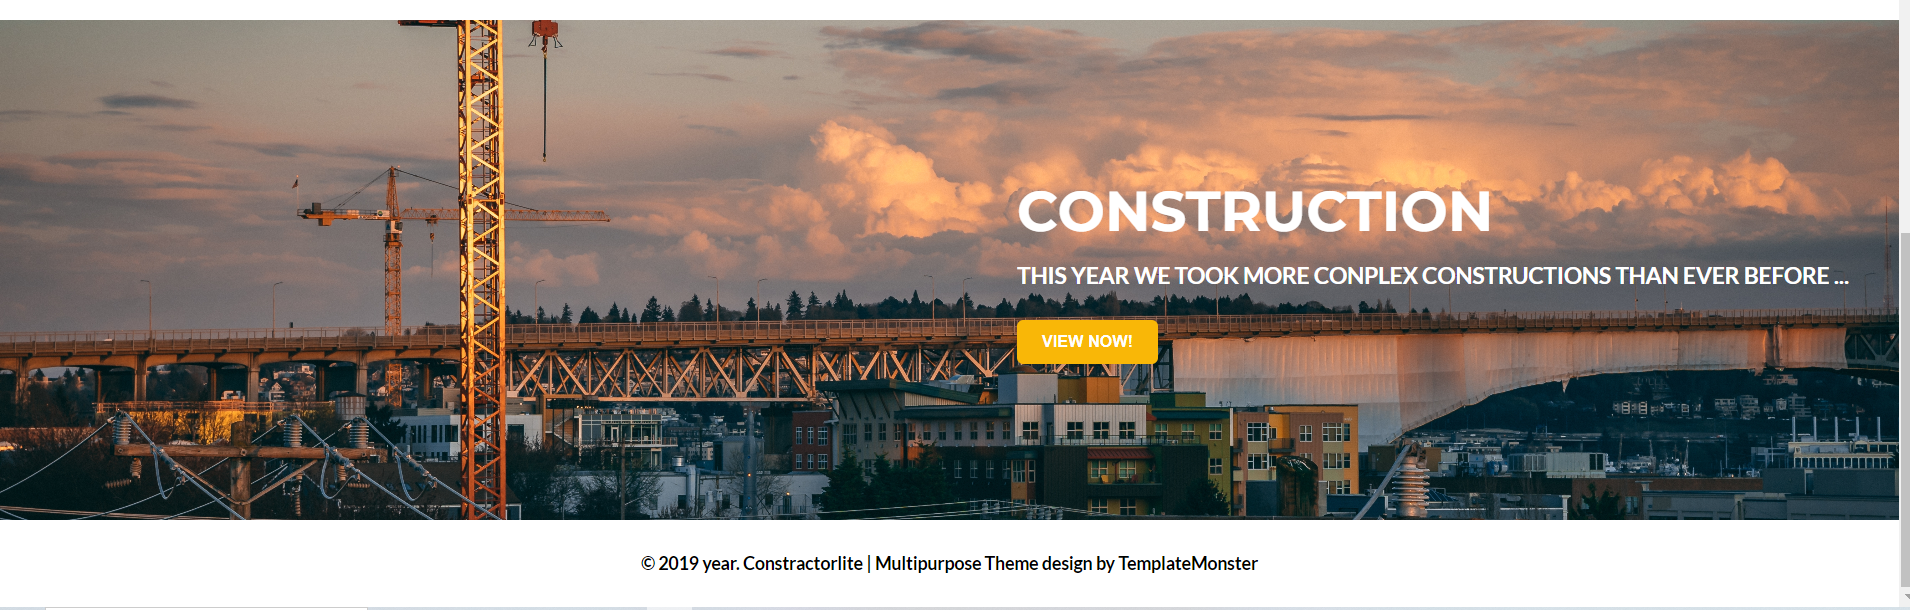 CONSTRUCTION
THIS YEAR WE TOOK MORE CONPLEX CONSTRUCTIONS THAN EVER BEFORE ...
VIEW NOW!
© 2019 year. Constractorlite | Multipurpose Theme design by TemplateMonster